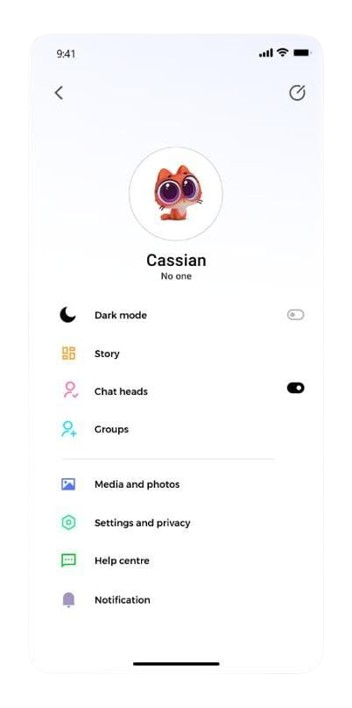 9:41
Cassian
No one
Dark mode
Story
Chat heads
Groups
Media and photos
Settings and privacy
Help centre
Notification